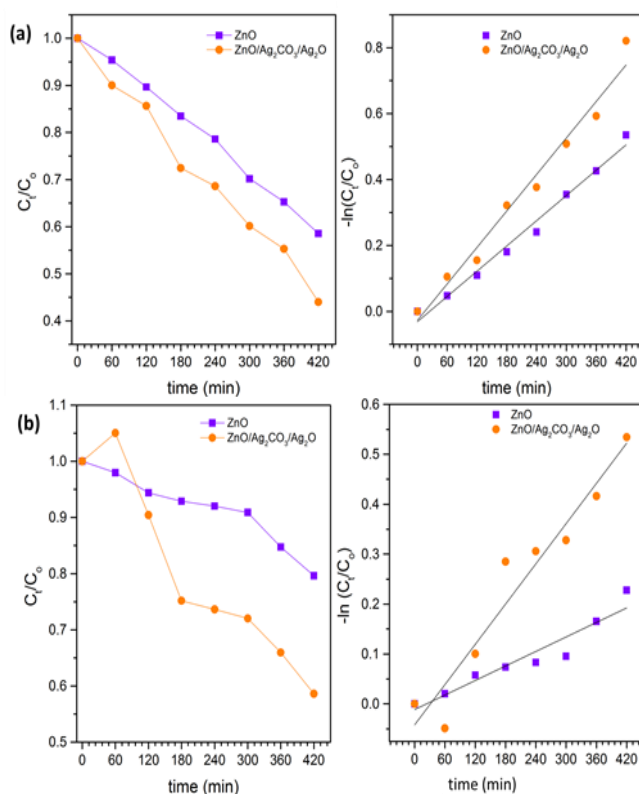 (a)
ZnO
ZnO/Ag₂CO₃/Ag₂O
1.0
0.9
0.8
0.7
0.6
0.5
0.4
Cₜ/Cₒ
0 60 120 180 240 300 360 420
time (min)
ZnO
ZnO/Ag₂CO₃/Ag₂O
0.8
0.6
0.4
0.2
0.0
-ln(Cₜ/Cₒ)
0 60 120 180 240 300 360 420
time (min)
(b)
ZnO
ZnO/Ag₂CO₃/Ag₂O
1.1
1.0
0.9
0.8
0.7
0.6
0.5
Cₜ/Cₒ
0 60 120 180 240 300 360 420
time (min)
ZnO
ZnO/Ag₂CO₃/Ag₂O
0.6
0.5
0.4
0.3
0.2
0.1
0.0
-ln (Cₜ/Cₒ)
0 60 120 180 240 300 360 420
time (min)